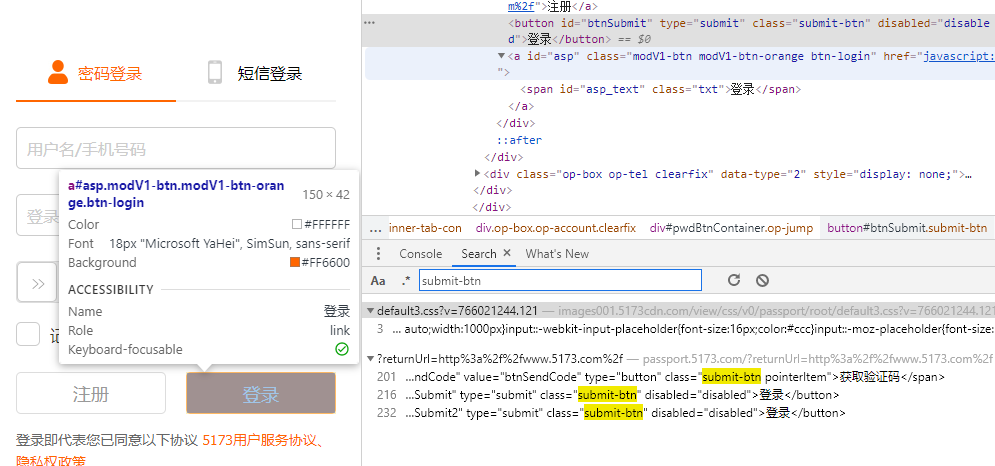 密码登录
短信登录
用户名/手机号码
登录
a#asp.modV1-btn.modV1-btn-oran
ge.btn-login
150 × 42
Color
#FFFFFF
Font
18px "Microsoft YaHei", SimSun, sans-serif
Background
#FF6600
ACCESSIBILITY
Name
登录
Role
link
Keyboard-focusable
注册
登录
登录即代表您已同意以下协议 5173用户服务协议、
隐私权政策
m%2f">注册</a>
<button id="btnSubmit" type="submit" class="submit-btn" disabled="disable
d">登录</button> == $0
<a id="asp" class="modV1-btn modV1-btn-orange btn-login" href="javascript:
">
<span id="asp_text" class="txt">登录</span>
</a>
</div>
::after
</div>
<div class="op-box op-tel clearfix" data-type="2" style="display: none;">…
</div>
</div>
... inner-tab-con div.op-box.op-account.clearfix div#pwdBtnContainer.op-jump button#btnSubmit.submit-btn
Console Search × What's New
Aa .* submit-btn
default3.css?v=766021244.121 — images001.5173cdn.com/view/css/v0/passport/root/default3.css?v=766021244.121
3 ... auto;width:1000px}input::-webkit-input-placeholder{font-size:16px;color:#ccc}input::-moz-placeholder{font-size:
?returnUrl=http%3a%2f%2fwww.5173.com%2f — passport.5173.com/?returnUrl=http%3a%2f%2fwww.5173.com%2f
201 ...ndCode" value="btnSendCode" type="button" class="submit-btn pointerItem">获取验证码</span>
216 ...Submit" type="submit" class="submit-btn" disabled="disabled">登录</button>
232 ...Submit2" type="submit" class="submit-btn" disabled="disabled">登录</button>